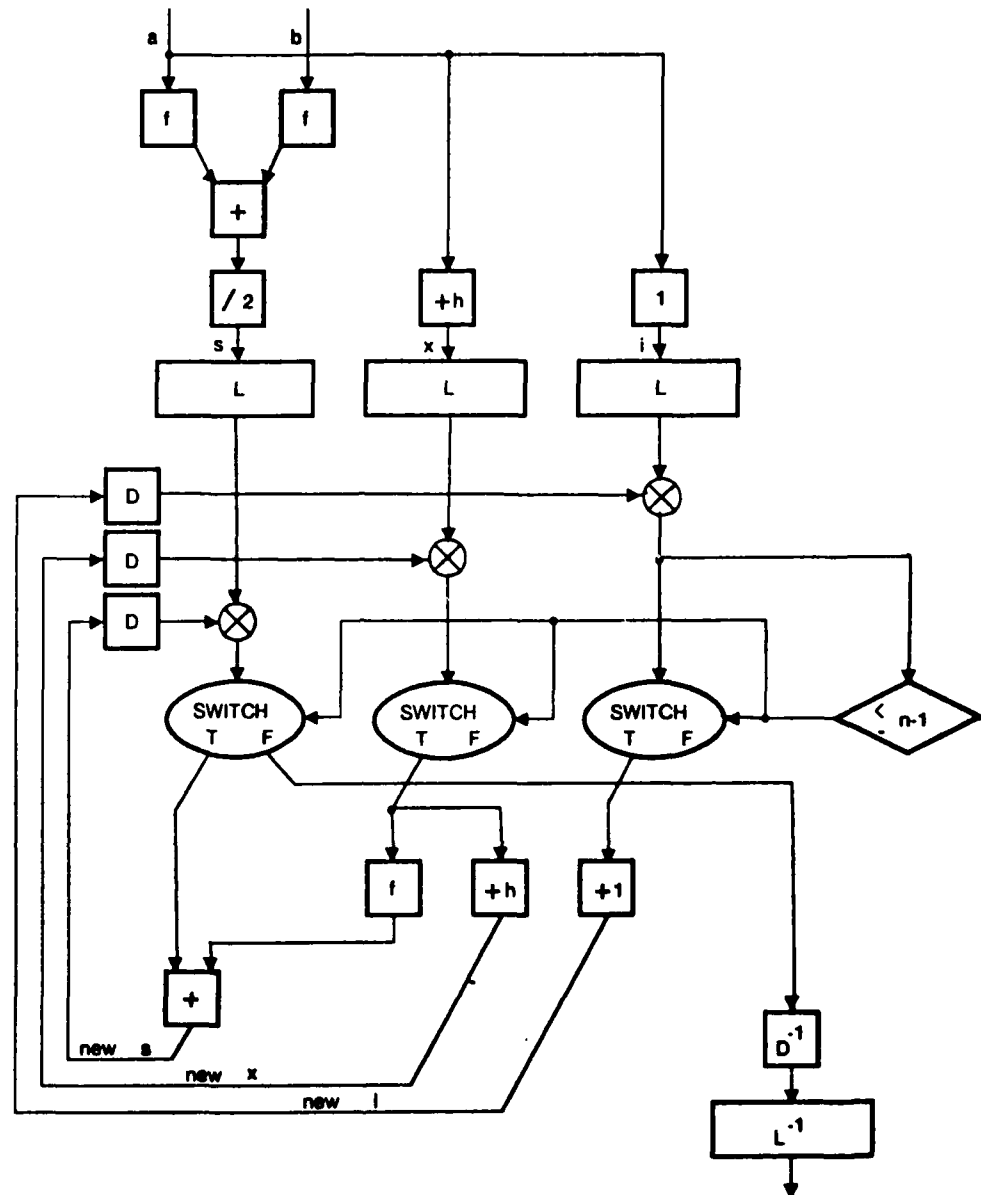 a b
f f
+
/ 2 +h 1
s x i
L L L
D
D
D
SWITCH SWITCH SWITCH
T F T F T F
< n-1
-
f +h +1
+
new s
new x
new i
D-1
L-1